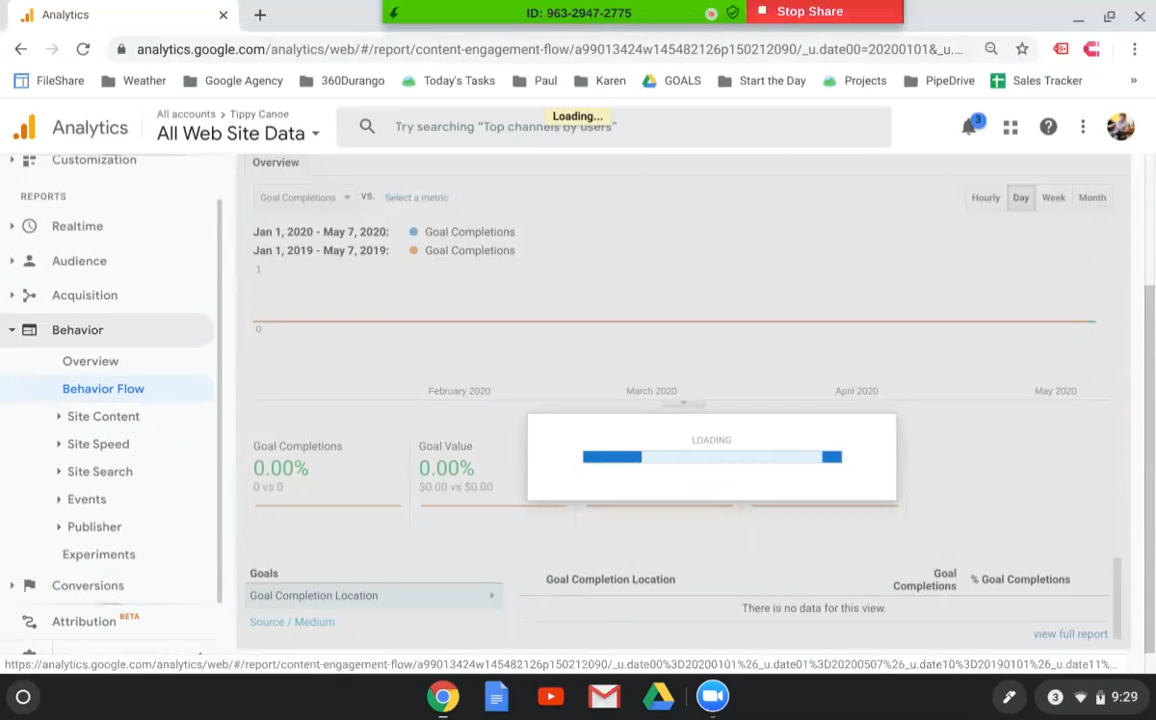 Analytics
ID: 963-2947-2775
Stop Share
analytics.google.com/analytics/web/#/report/content-engagement-flow/a99013424w145482126p150212090/_u.date00=20200101&_u....
FileShare
Weather
Google Agency
360Durango
Today's Tasks
Paul
Karen
GOALS
Start the Day
Projects
PipeDrive
Sales Tracker
»
Analytics
All accounts > Tippy Canoe
All Web Site Data
Try searching "Top channels by users"
Loading...
3
Customization
REPORTS
Realtime
Audience
Acquisition
Behavior
Overview
Behavior Flow
Site Content
Site Speed
Site Search
Events
Publisher
Experiments
Conversions
Attribution BETA
Overview
Goal Completions VS. Select a metric
Hourly Day Week Month
Jan 1, 2020 - May 7, 2020: Goal Completions
Jan 1, 2019 - May 7, 2019: Goal Completions
1
0
February 2020 March 2020 April 2020 May 2020
LOADING
Goal Completions
0.00%
0 vs 0
Goal Value
0.00%
$0.00 vs $0.00
Goals
Goal Completion Location
Source / Medium
Goal Completion Location Goal Completions % Goal Completions
There is no data for this view.
view full report
https://analytics.google.com/analytics/web/#/report/content-engagement-flow/a99013424w145482126p150212090/_u.date00%3D20200101%26_u.date01%3D20200507%26_u.date10%3D20190101%26_u.date11%...
3 9:29